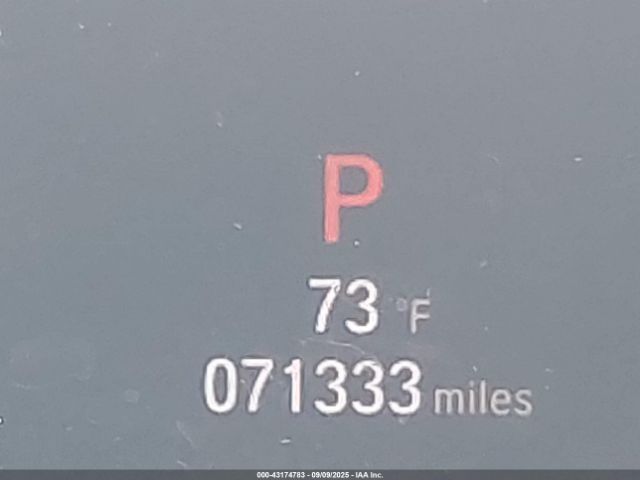 P
73 °F
071333 miles
000-43174783 - 09/09/2025 - IAA Inc.